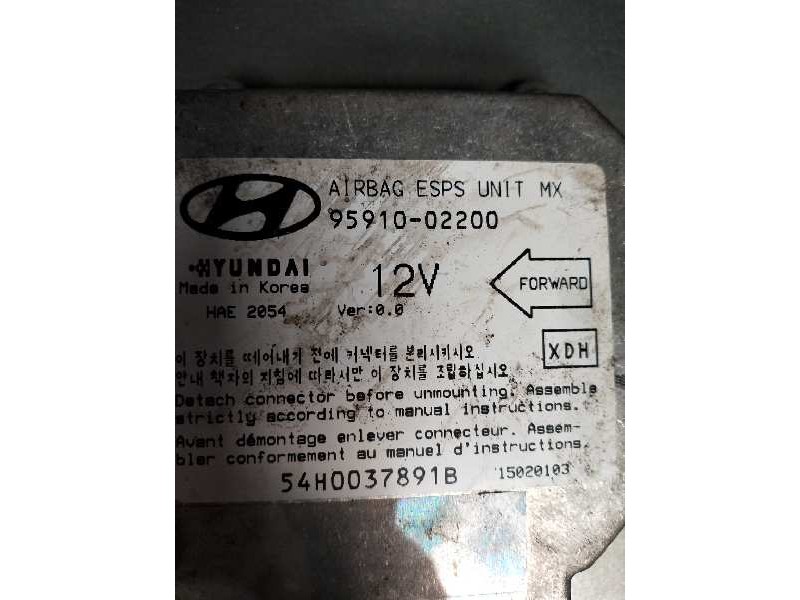 AIRBAG ESPS UNIT MX
95910-02200
HYUNDAI
12V
FORWARD
Made in Korea
HAE 2054
Ver:0.0
XDH
이 장치를 떼어내기 전에 커넥터를 분리시키시오
안내 책자의 지침에 따라서만 이 장치를 조립하십시오
Detach connector before unmounting. Assemble
strictly according to manual instructions.
Avant démontage enlever connecteur. Assem-
bler conformement au manuel d'instructions.
54H0037891B
15020103